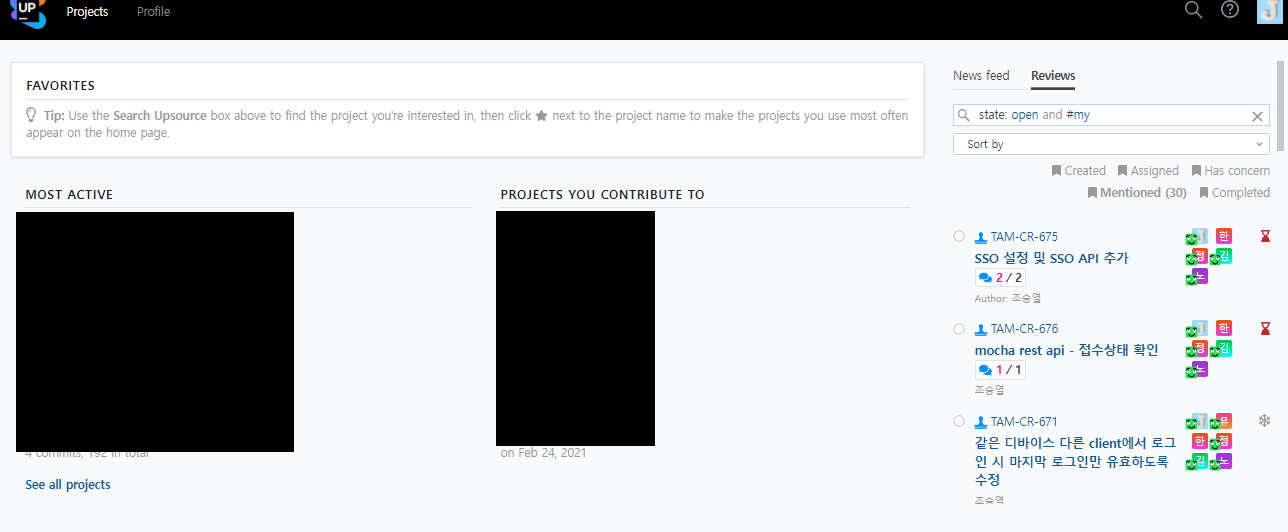 UP
Projects
Profile
J
FAVORITES
Tip: Use the Search Upsource box above to find the project you're interested in, then click ★ next to the project name to make the projects you use most often
appear on the home page.
MOST ACTIVE
4 commits, 192 in total
See all projects
PROJECTS YOU CONTRIBUTE TO
on Feb 24, 2021
News feed
Reviews
state: open and #my
Sort by
Created Assigned Has concern
Mentioned (30) Completed
TAM-CR-675
SSO 설정 및 SSO API 추가
2 / 2
Author: 조승열
J 한
정 김
노
TAM-CR-676
mocha rest api - 접수상태 확인
1 / 1
조승열
J 한
정 김
노
TAM-CR-671
같은 디바이스 다른 client에서 로그
인 시 마지막 로그인만 유효하도록
수정
조승열
J 유
한 정
김 노